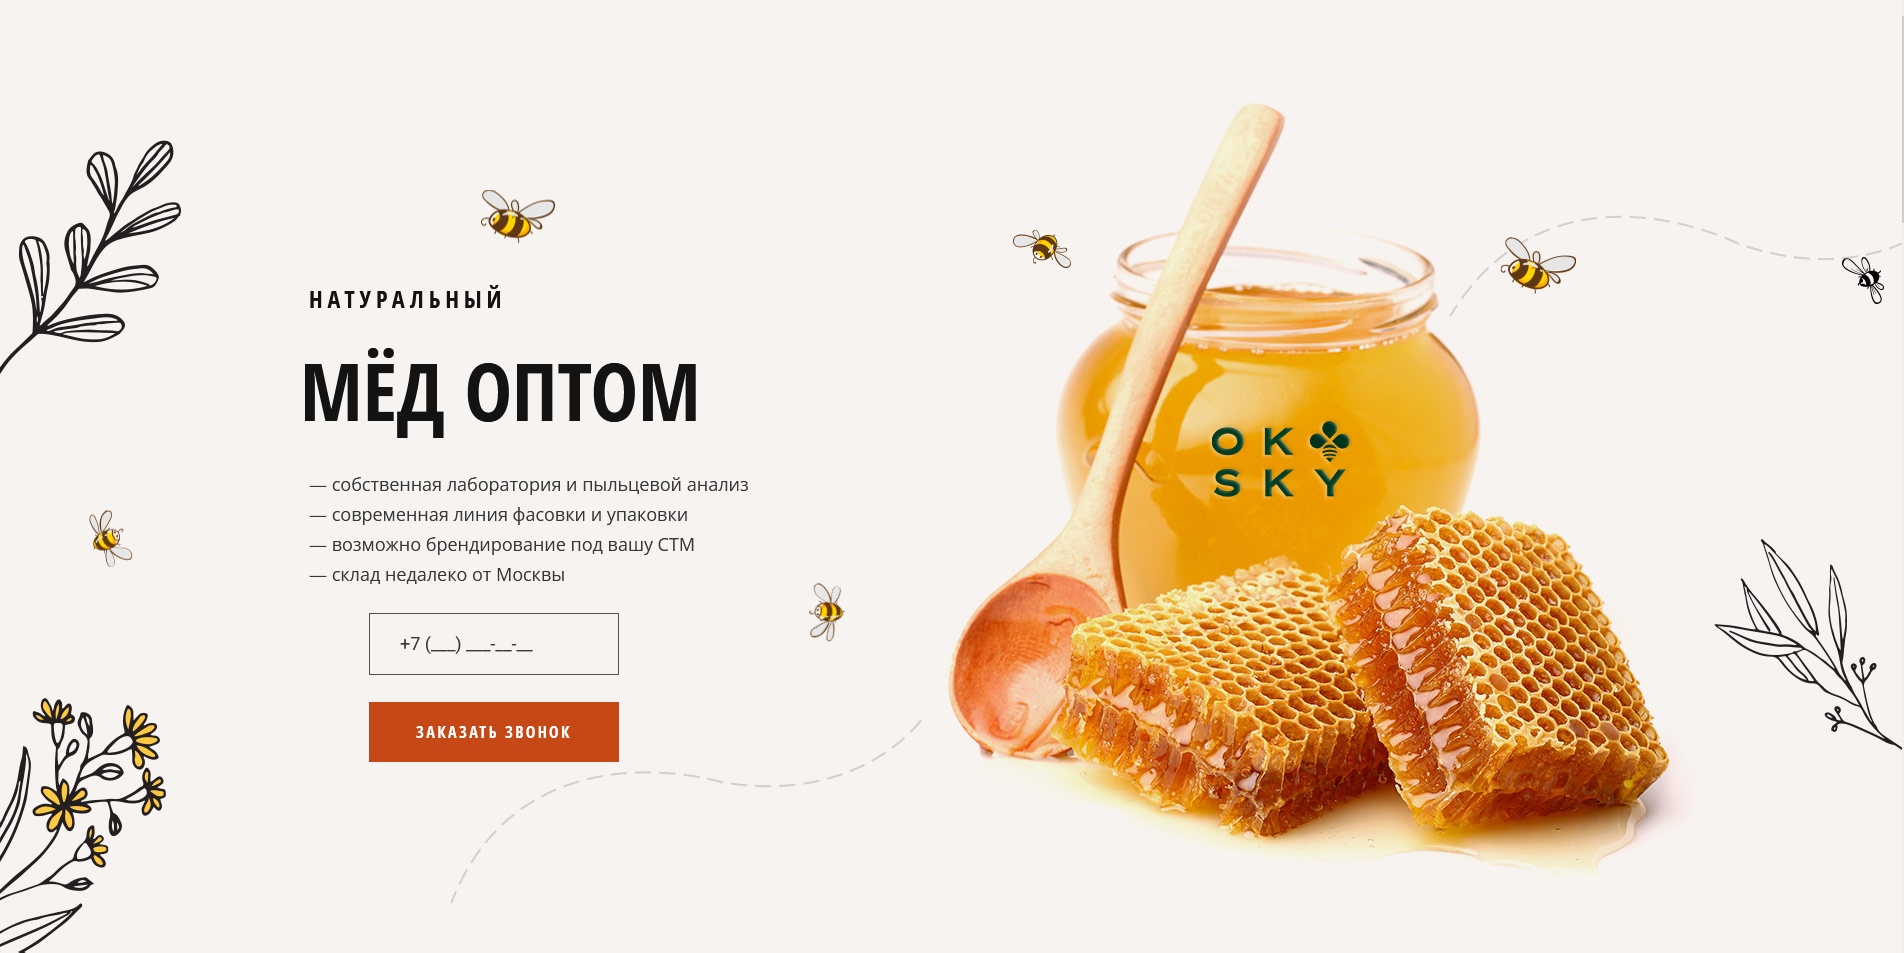 НАТУРАЛЬНЫЙ
МЁД ОПТОМ
— собственная лаборатория и пыльцевой анализ
— современная линия фасовки и упаковки
— возможно брендирование под вашу СТМ
— склад недалеко от Москвы
+7 (___) ___-__-__
ЗАКАЗАТЬ ЗВОНОК
OK
SKY